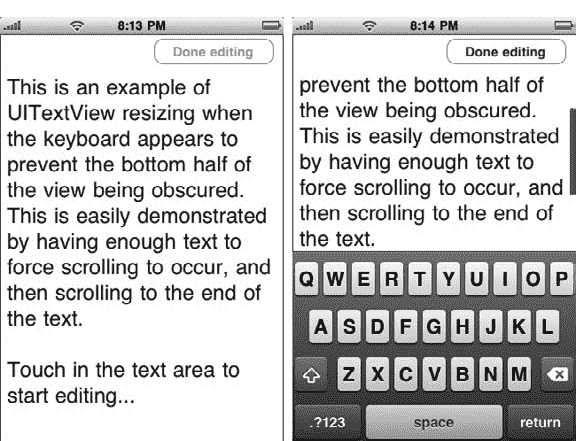 8:13 PM
Done editing
This is an example of
UITextView resizing when
the keyboard appears to
prevent the bottom half of
the view being obscured.
This is easily demonstrated
by having enough text to
force scrolling to occur, and
then scrolling to the end of
the text.
Touch in the text area to
start editing...
8:14 PM
Done editing
prevent the bottom half of
the view being obscured.
This is easily demonstrated
by having enough text to
force scrolling to occur, and
then scrolling to the end of
the text.
Q W E R T Y U I O P
A S D F G H J K L
Z X C V B N M
.?123 space return